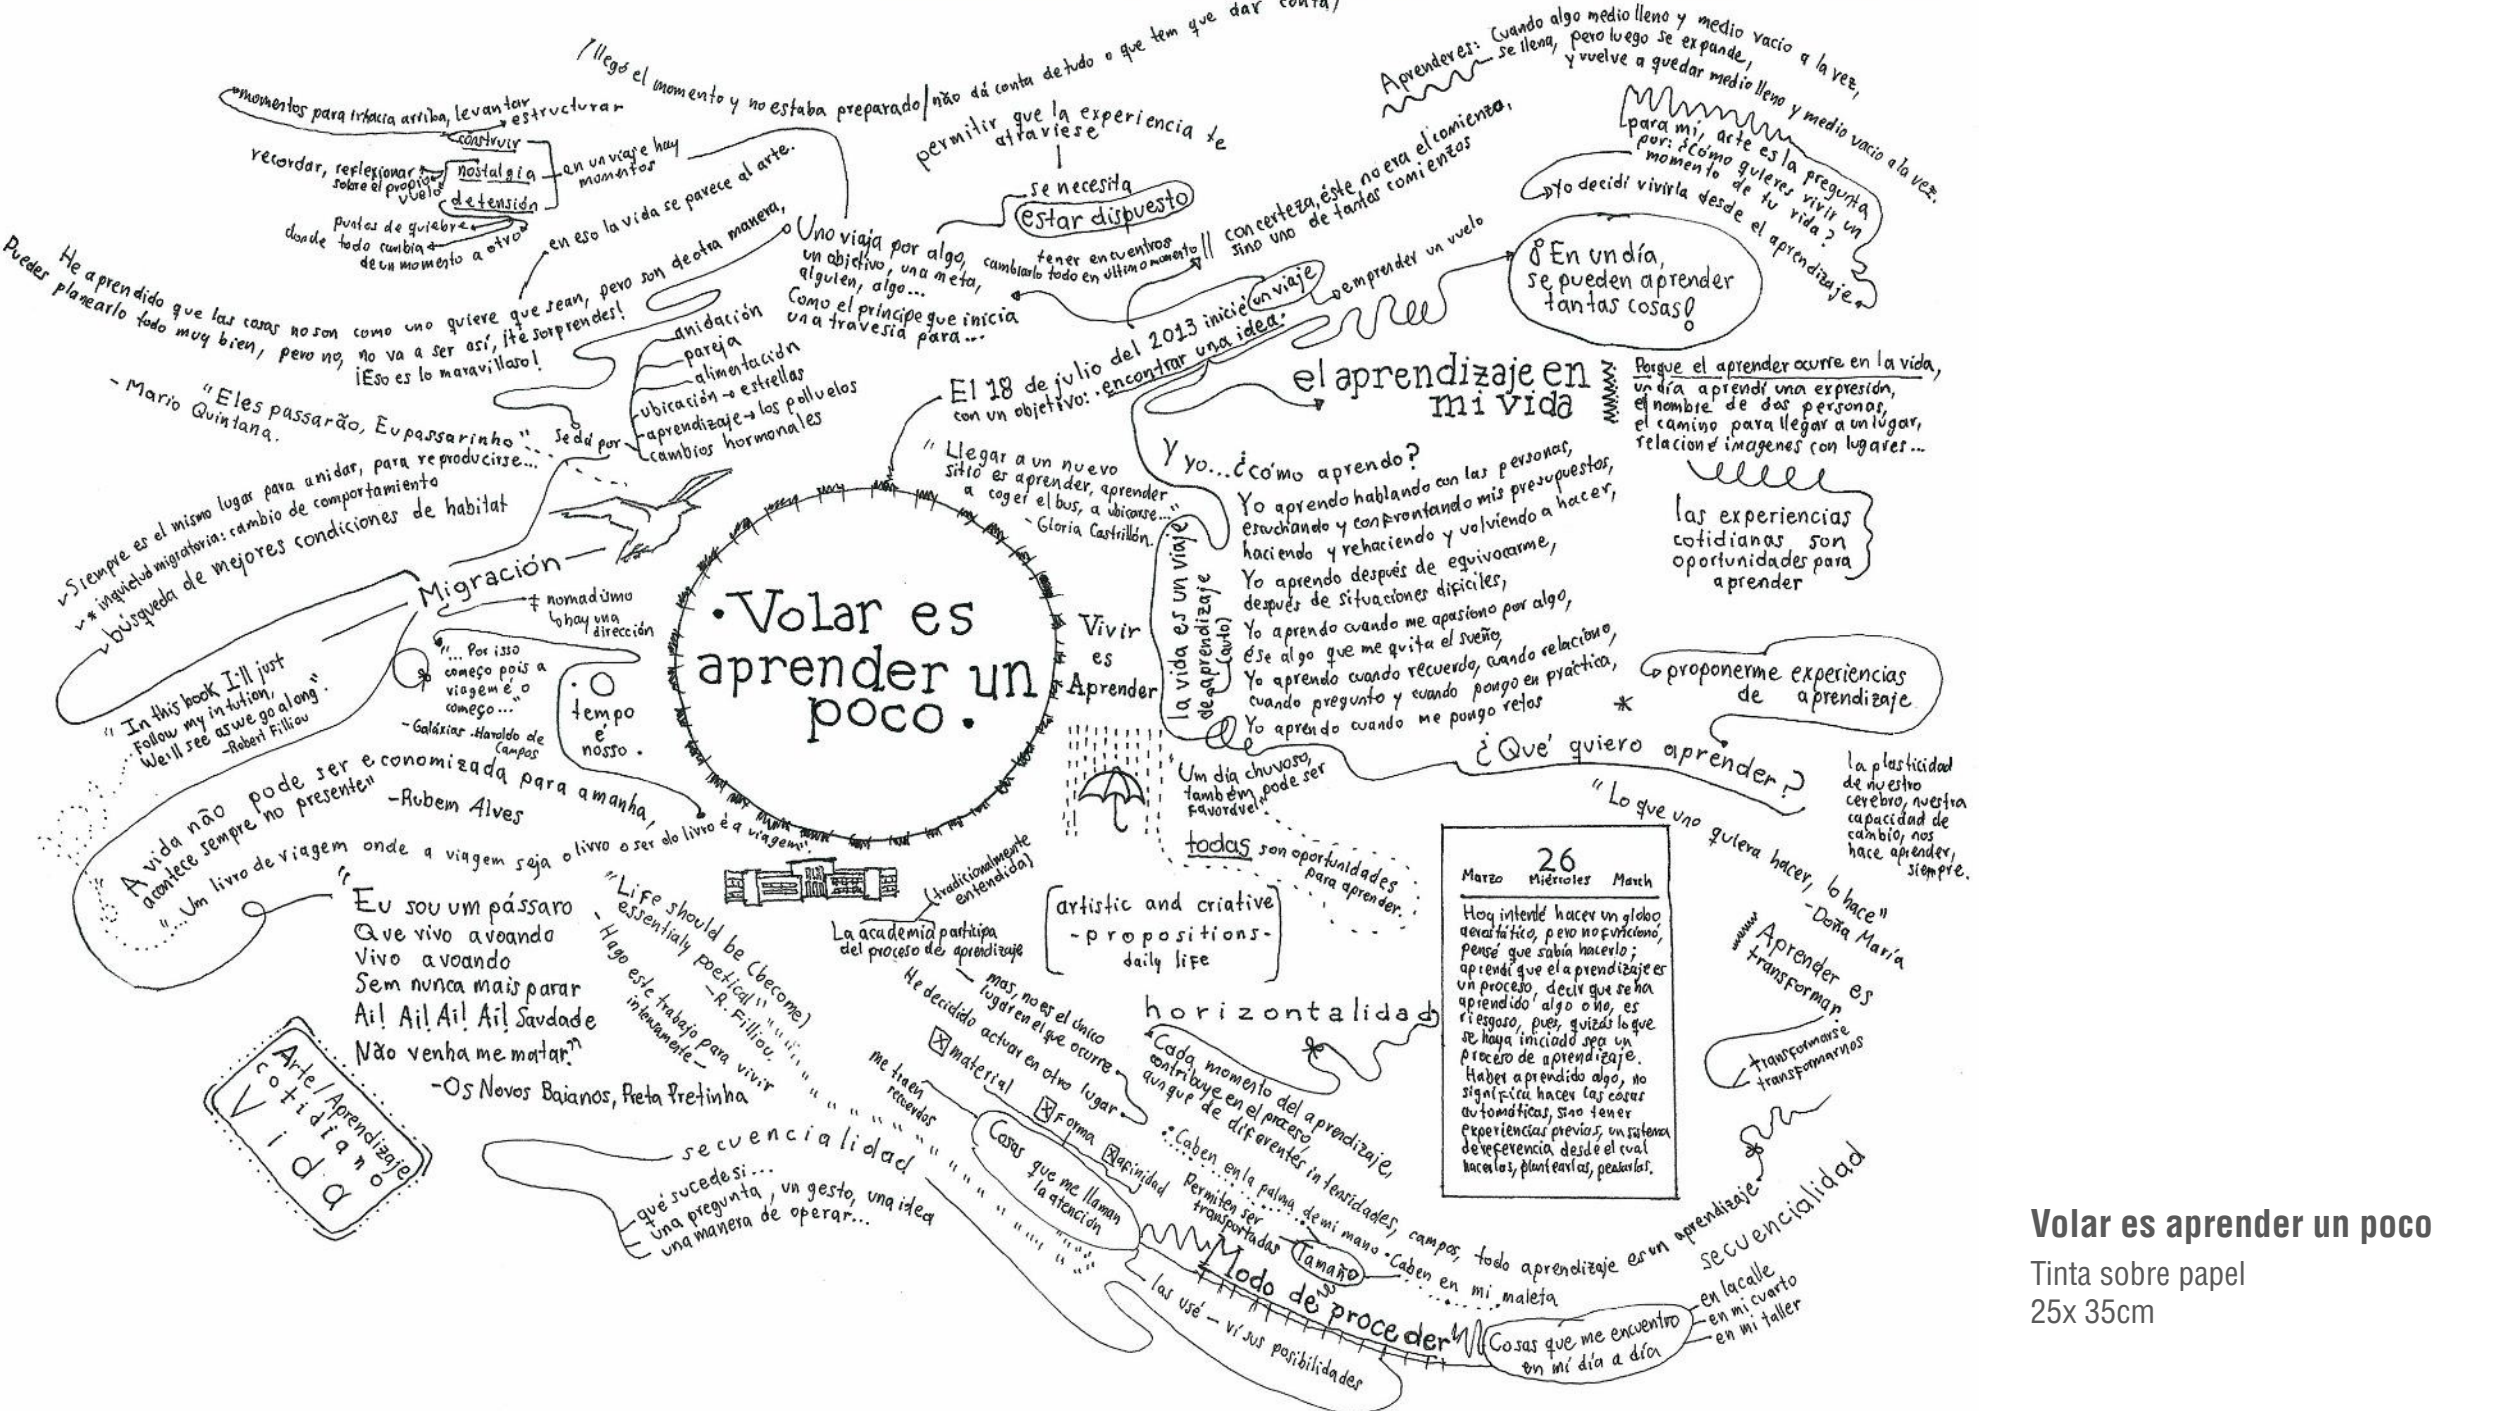 /llegó el momento y no estaba preparado/não dá conta de tudo o que tem que dar conta/
momentos para ir hacia arriba, levantar
estructurar
construir
recordar, reflexionar
sobre el propio
vuelo
nostalgia
en un viaje hay
momentos
detensión
puntos de quiebre
donde todo cambia
de un momento a otro
en eso la vida se parece al arte.
He aprendido que las cosas no son como uno quiere que sean, pero son de otra manera,
Puedes planearlo todo muy bien, pero no, no va a ser así, ¡te sorprendes!
¡Eso es lo maravilloso!
permitir que la experiencia te
atraviese
se necesita
estar dispuesto
Uno viaja por algo,
un objetivo, una meta,
alguien, algo...
Como el príncipe que inicia
una travesía para...
tener encuentros
cambiarlo todo en último momento
con certeza, éste no era el comienzo,
sino uno de tantos comienzos
El 18 de julio del 2013 inicié un viaje
con un objetivo: encontrar una idea.
emprender un vuelo
Aprenderes: Cuando algo medio lleno y medio vacío a la vez,
se llena, pero luego se expande,
y vuelve a quedar medio lleno y medio vacío a la vez.
para mí, arte es la pregunta
por: ¿Cómo quieres vivir un
momento de tu vida?
Yo decidí vivirla desde el aprendizaje
¡En un día,
se pueden aprender
tantas cosas!
el aprendizaje en
mi vida
Porque el aprender ocurre en la vida,
un día aprendí una expresión,
el nombre de dos personas,
el camino para llegar a un lugar,
relacioné imagenes con lugares...
las experiencias
cotidianas son
oportunidades para
aprender
"Eles passarão, Eu passarinho"
- Mario
Quintana.
se dá por
anidación
pareja
alimentación
ubicación → estrellas
aprendizaje → los polluelos
cambios hormonales
Siempre es el mismo lugar para anidar, para reproducirse...
* inquietud migratoria: cambio de comportamiento
búsqueda de mejores condiciones de habitat
Migración
≠ nomadismo
hay una
dirección
"Llegar a un nuevo
sitio es aprender, aprender
a coger el bus, a ubicarse..."
- Gloria Castrillón.
Y yo... ¿cómo aprendo?
Yo aprendo hablando con las personas,
escuchando y confrontando mis presupuestos,
haciendo y rehaciendo y volviendo a hacer,
Yo aprendo después de equivocarme,
después de situaciones difíciles,
Yo aprendo cuando me apasiono por algo,
ése algo que me quita el sueño,
Yo aprendo cuando recuerdo, cuando relaciono,
cuando pregunto y cuando pongo en práctica,
Yo aprendo cuando me pongo retos
la vida es un viaje
de aprendizaje
(auto)
• Volar es
aprender un
poco •
Vivir
es
Aprender
proponerme experiencias
de aprendizaje
¿Qué quiero aprender?
la plasticidad
de nuestro
cerebro, nuestra
capacidad de
cambio, nos
hace aprender,
siempre.
"Lo que uno quiera hacer, lo hace"
-Doña María
Aprender es
transformar.
transformarse
transformarnos
"In this book I'll just
Follow my intution,
We'll see as we go along."
-Robert Filliou
"... Por isso
começo pois a
viagem é o
começo..."
-Galáxias. Haroldo de
Campos
• O
tempo
é
nosso.
A vida não pode ser economizada para amanha,
acontece sempre no presente"
-Rubem Alves
"...Um livro de viagem onde a viagem seja o livro o ser do livro é a viagem"
"
Eu sou um pássaro
Que vivo avoando
Vivo avoando
Sem nunca mais parar
Ai! Ai! Ai! Ai! Saudade
Não venha me matar."
-Os Novos Baianos, Preta Pretinha
Arte/Aprendizaje
cotidiano
Vida
"Life should be (become)
essentialy poetical"
-R. Filliou.
- Hago este trabajo para vivir
intensamente -
"Um día chuvoso,
também pode ser
favorável"
todas son oportunidades
para aprender.
(tradicionalmente
entendida)
La academia participa
del proceso de aprendizaje
mas, no es el único
lugar en el que ocurre
He decidido actuar en otro lugar
artistic and criative
-propositions-
daily life
horizontalidad
Cada momento del aprendizaje,
contribuye en el proceso,
aunque de diferentes intensidades, campos, todo aprendizaje es un aprendizaje
26
Marzo Miércoles March
Hoy intenté hacer un globo
aerostático, pero no funcionó,
pensé que sabía hacerlo;
aprendí que el aprendizaje es
un proceso, decir que se ha
aprendido algo o no, es
riesgoso, pues, quizás lo que
se haya iniciado sea un
proceso de aprendizaje.
Haber aprendido algo, no
significa hacer las cosas
automáticas, sino tener
experiencias previas, un sistema
de referencia desde el cual
hacerlas, plantearlas, pensarlas.
secuencialidad
me traen
recuerdos
material
Forma
afinidad
Cosas que me llaman
la atención
• Caben en la palma de mi mano • Caben en mi maleta
Permiten ser
transportadas
Tamaño
secuencialidad
qué sucede si...
una pregunta, un gesto, una idea
una manera de operar...
Modo de proceder
las usé - vi sus posibilidades
Cosas que me encuentro
en mi día a día
en la calle
en mi cuarto
en mi taller
Volar es aprender un poco
Tinta sobre papel
25x 35cm